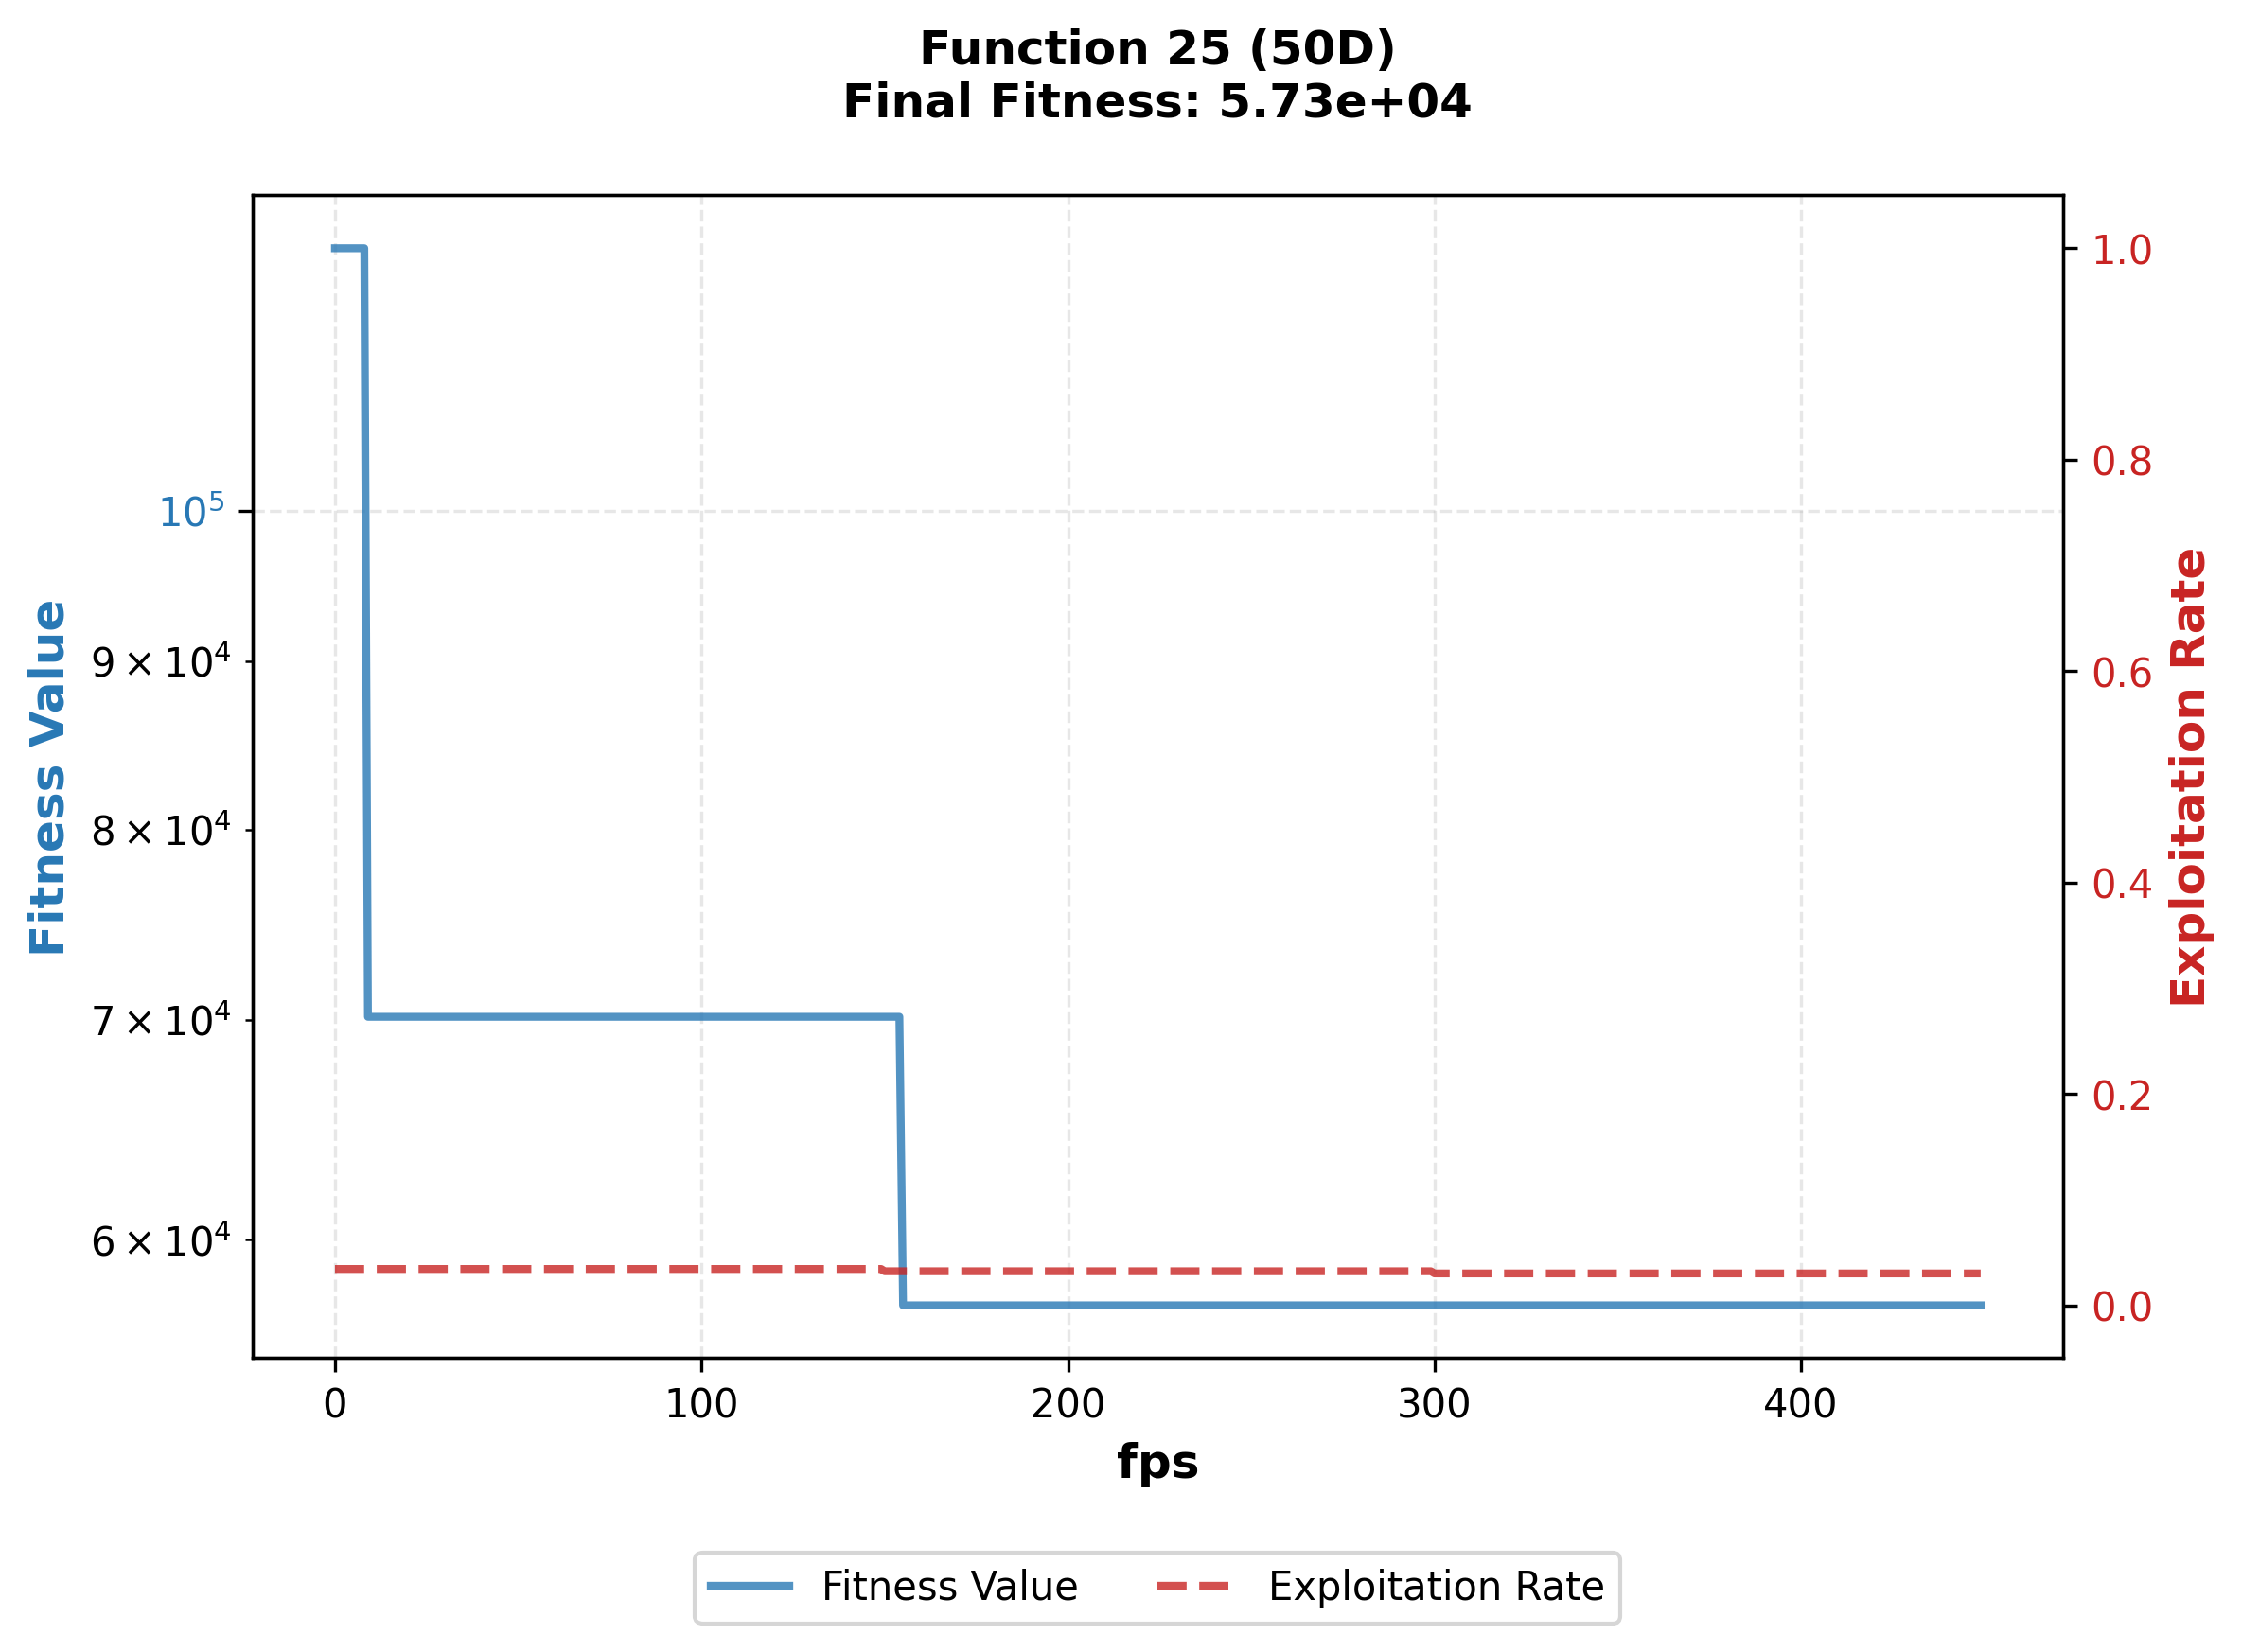 Function 25 (50D)
Final Fitness: 5.73e+04
Fitness Value
10⁵
9×10⁴
8×10⁴
7×10⁴
6×10⁴
1.0
0.8
0.6
0.4
0.2
0.0
Exploitation Rate
0 100 200 300 400
fps
Fitness Value Exploitation Rate